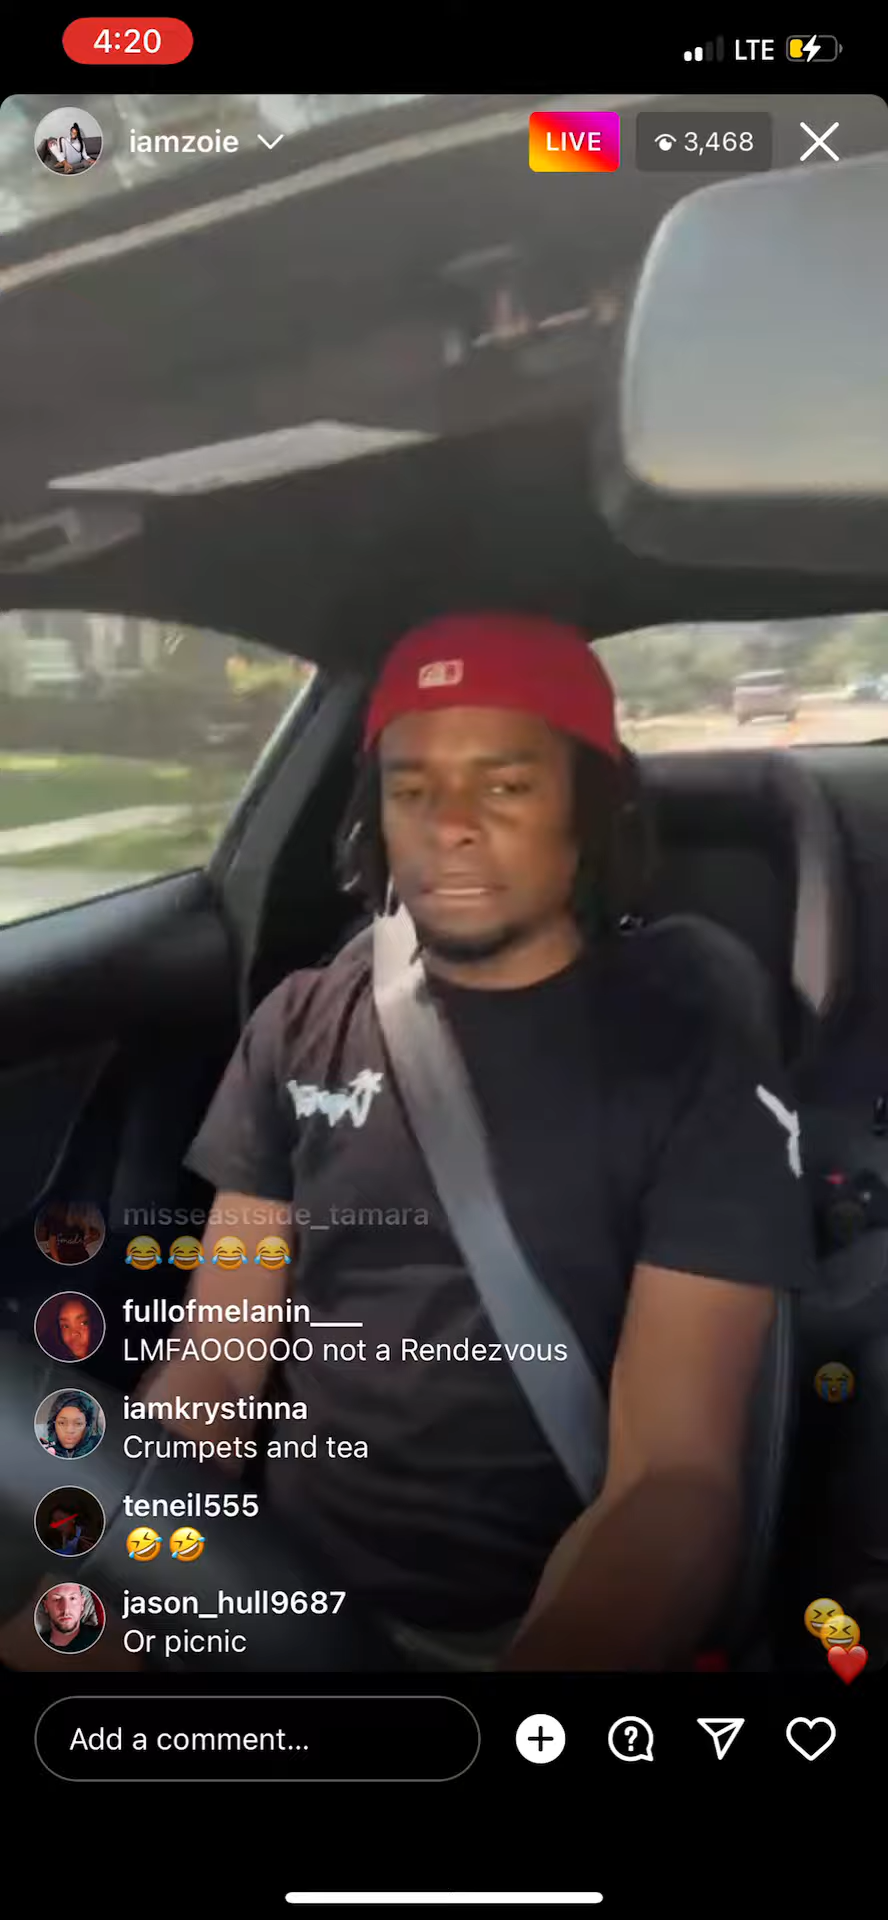 4:20
LTE
iamzoie
LIVE
3,468
misseastside_tamara
😂😂😂😂
fullofmelanin___
LMFAOOOOO not a Rendezvous
iamkrystinna
Crumpets and tea
teneil555
🤣🤣
jason_hull9687
Or picnic
Add a comment...